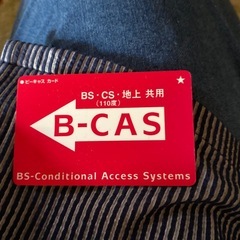 ビーキャス カード
BS・CS・地上 共用
(110度)
B-CAS
BS-Conditional Access Systems